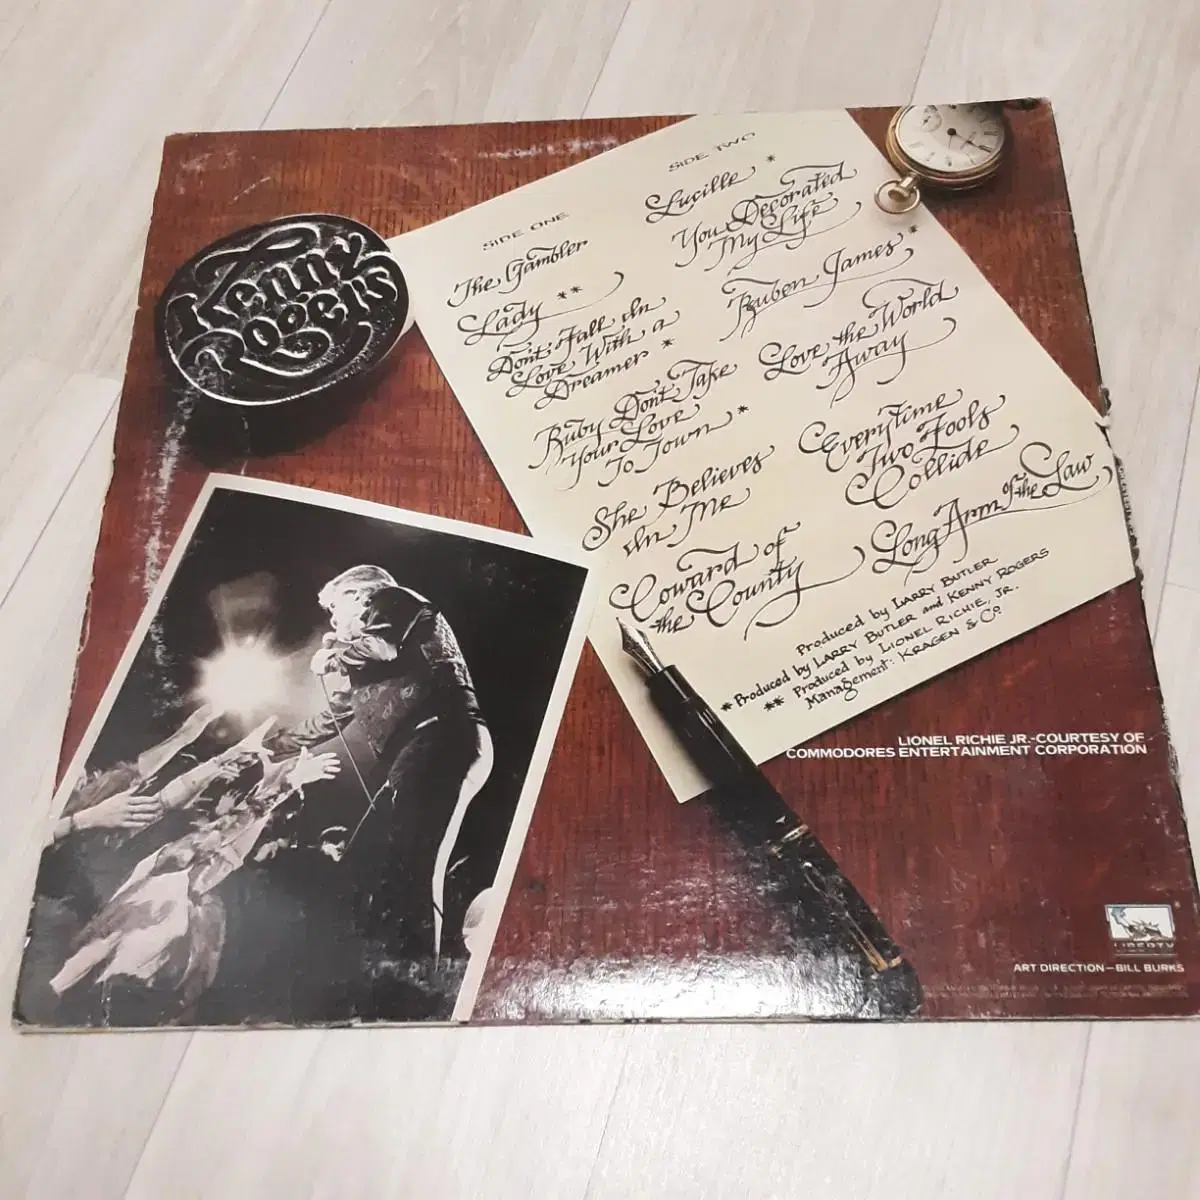 Kenny
Rogers
SIDE ONE
The Gambler
Lady **
Don't Fall In
Love With a
Dreamer *
Ruby Don't Take
Your Love
To Town *
She Believes
In Me
Coward of
the County
SIDE TWO
Lucille *
You Decorated
My Life
Reuben James *
Love the World
Away
Every Time
Two Fools
Collide
Long Arm of the Law
Produced by LARRY BUTLER
* Produced by LARRY BUTLER and KENNY ROGERS
** Produced by LIONEL RICHIE, JR.
Management: KRAGEN & Co.
LIONEL RICHIE JR.-COURTESY OF
COMMODORES ENTERTAINMENT CORPORATION
LIBERTY
ART DIRECTION—BILL BURKS